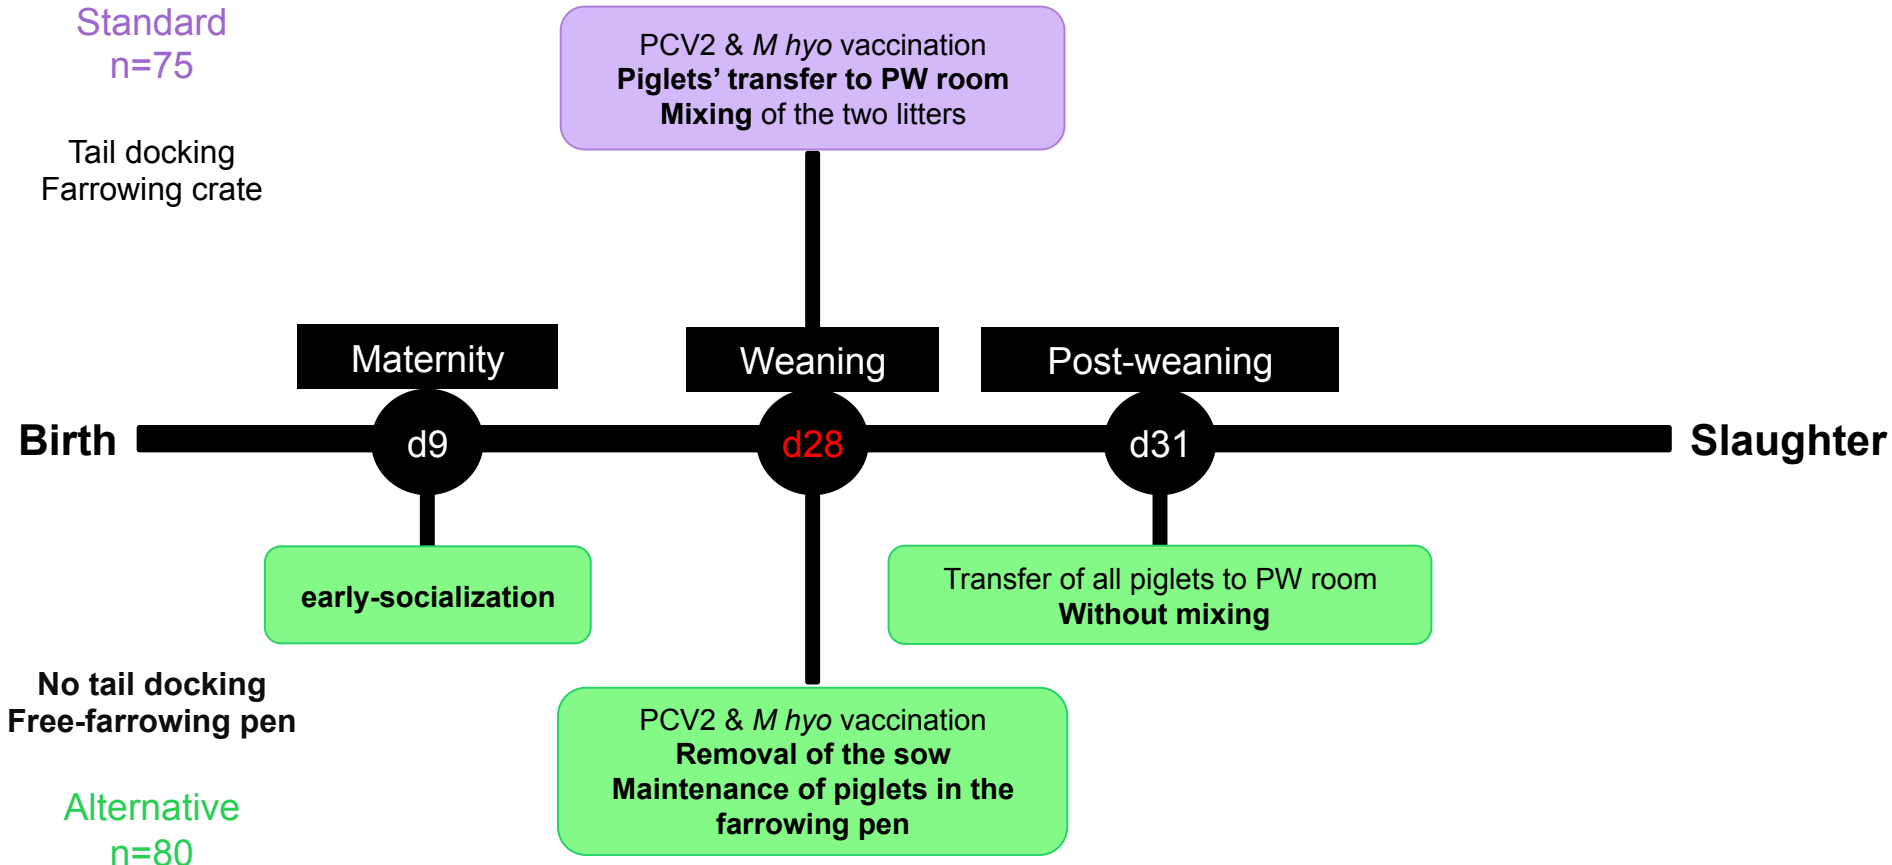 Standard
n=75
PCV2 & M hyo vaccination
Piglets’ transfer to PW room
Mixing of the two litters
Tail docking
Farrowing crate
Maternity
Weaning
Post-weaning
Birth
d9
d28
d31
Slaughter
early-socialization
Transfer of all piglets to PW room
Without mixing
No tail docking
Free-farrowing pen
PCV2 & M hyo vaccination
Removal of the sow
Maintenance of piglets in the
farrowing pen
Alternative
n=80